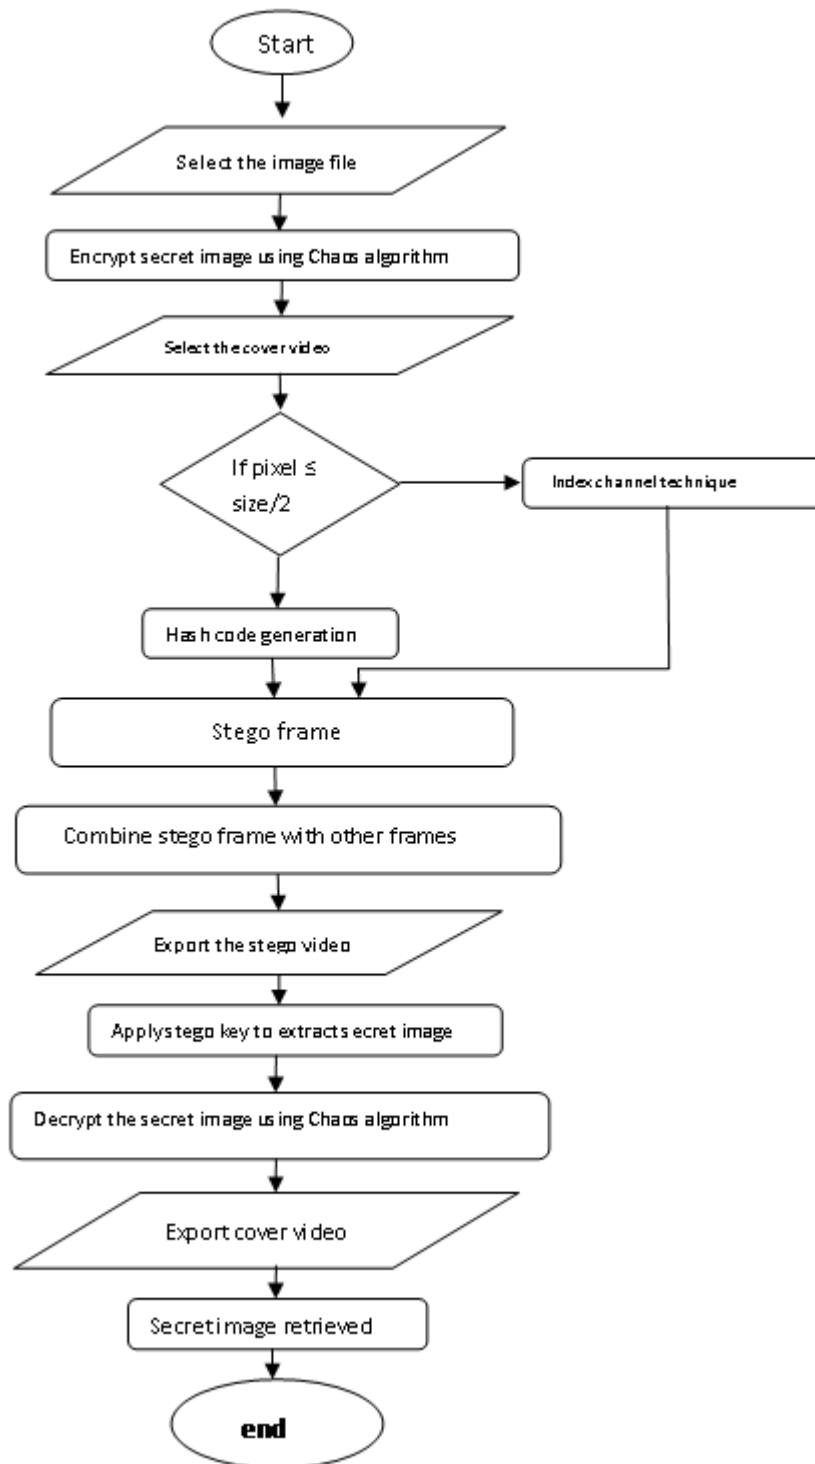 Start
Select the image file
Encrypt secret image using Chaos algorithm
Select the cover video
If pixel ≤
size/2
Index channel technique
Hash code generation
Stego frame
Combine stego frame with other frames
Export the stego video
Apply stego key to extract secret image
Decrypt the secret image using Chaos algorithm
Export cover video
Secret image retrieved
end